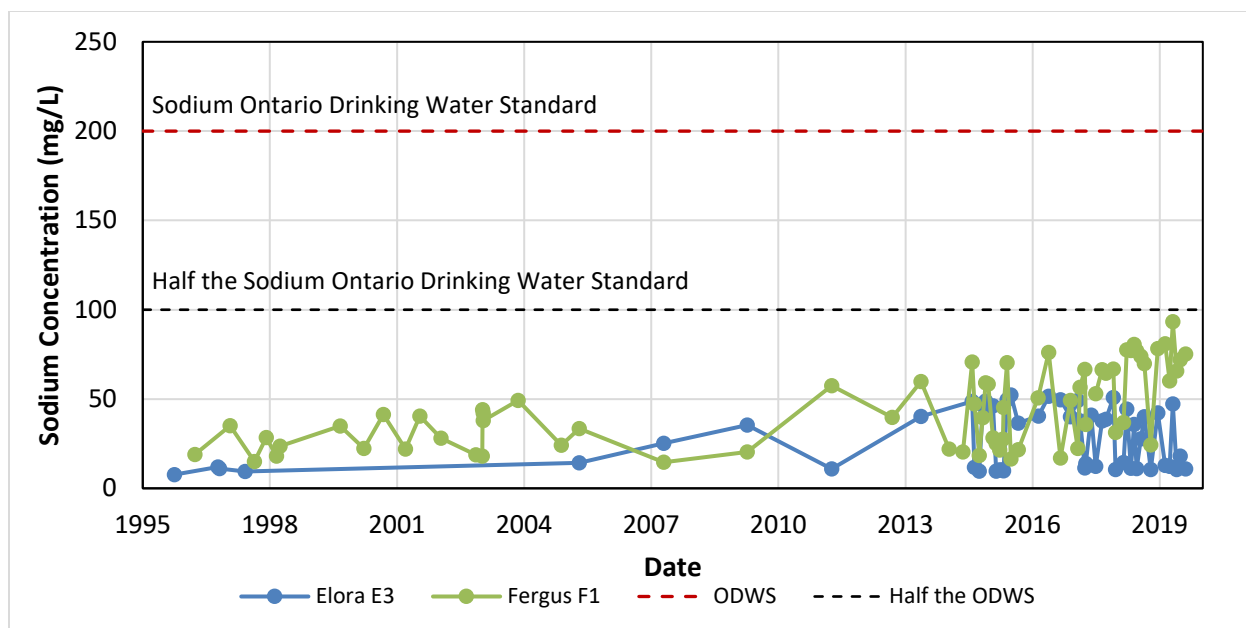 250
Sodium Ontario Drinking Water Standard
200
150
Half the Sodium Ontario Drinking Water Standard
100
50
0
Sodium Concentration (mg/L)
1995 1998 2001 2004 2007 2010 2013 2016 2019
Date
Elora E3 Fergus F1 ODWS Half the ODWS